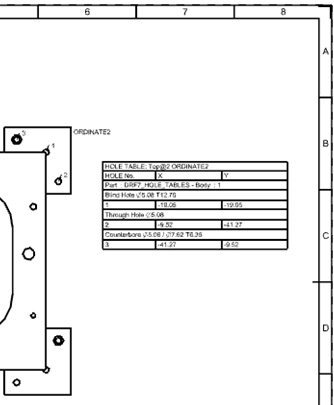 6 7 8
A
3
ORDINATE2
1
B
2
HOLE TABLE: Top@2 ORDINATE2
HOLE No. X Y
Part : DRF7_HOLE_TABLES - Body : 1
Blind Hole ∅5.08 T12.70
1 -19.05 -19.05
Through Hole ∅5.08
2 -9.52 -41.27
Counterbore ∅5.08 / ∅7.62 T6.35
3 -41.27 -9.52
C
D